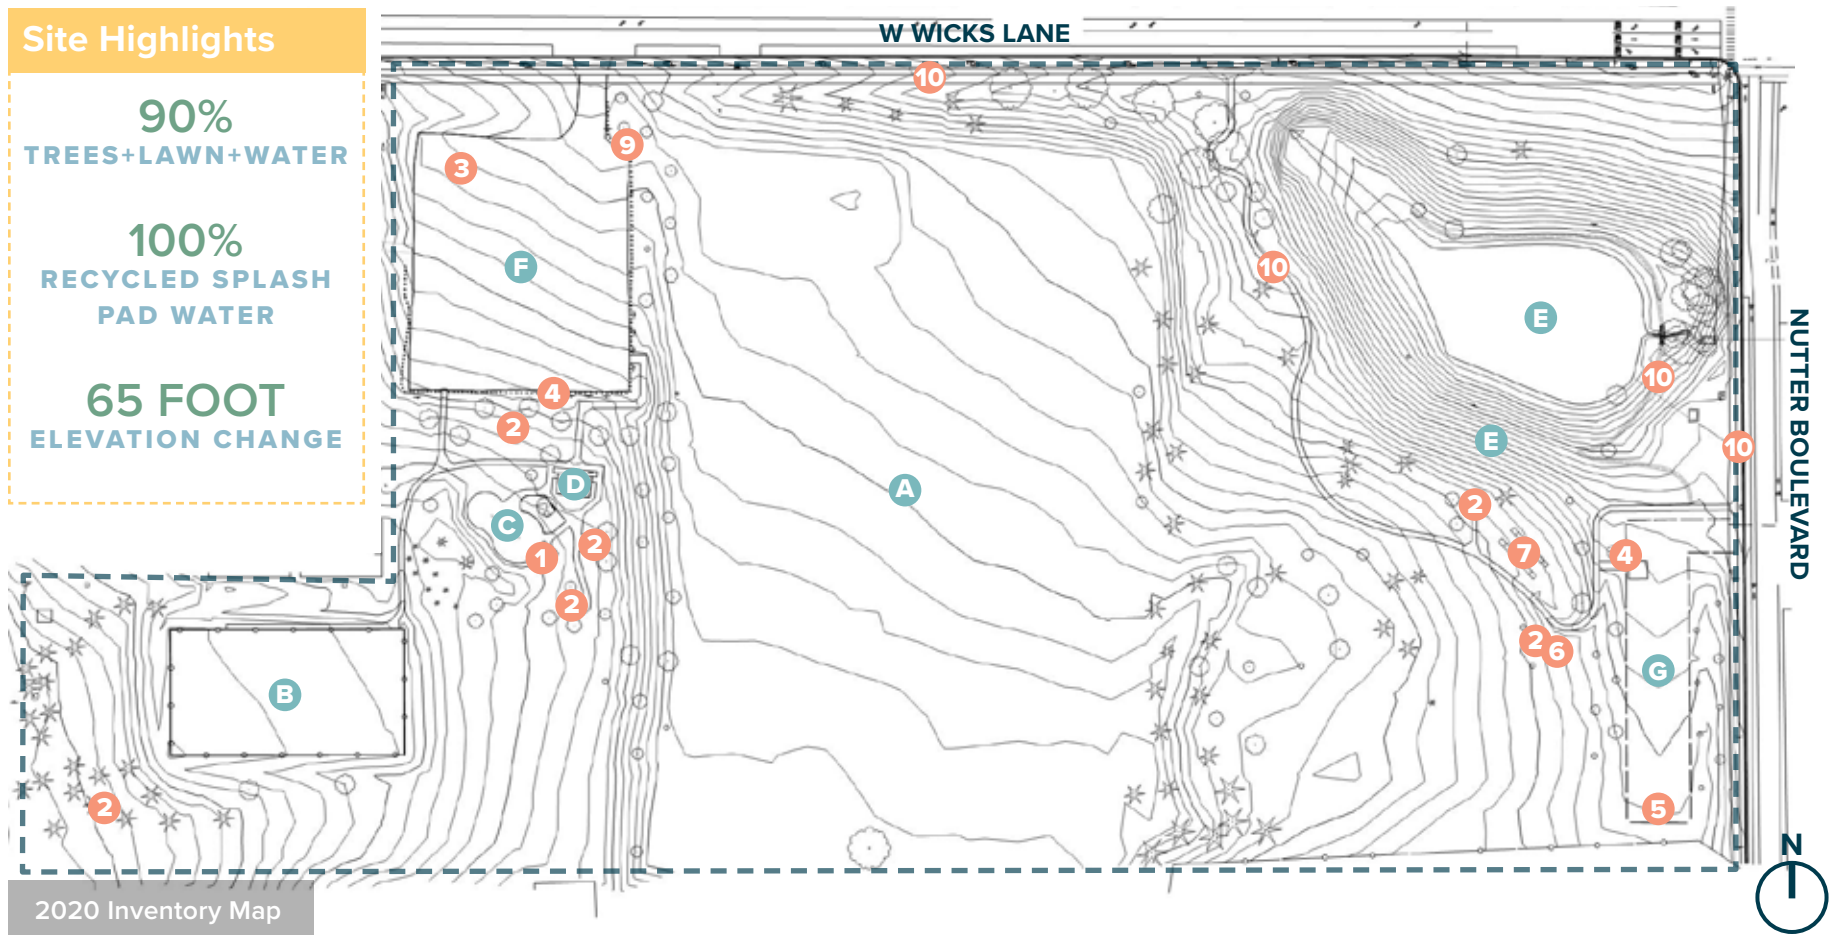 Site Highlights
90%
TREES+LAWN+WATER
100%
RECYCLED SPLASH
PAD WATER
65 FOOT
ELEVATION CHANGE
W WICKS LANE
10
9
3
F
10
E
10
4
2
E
10
D
A
C
2
2
1
7
4
2
2
6
G
B
2
5
NUTTER BOULEVARD
N
2020 Inventory Map